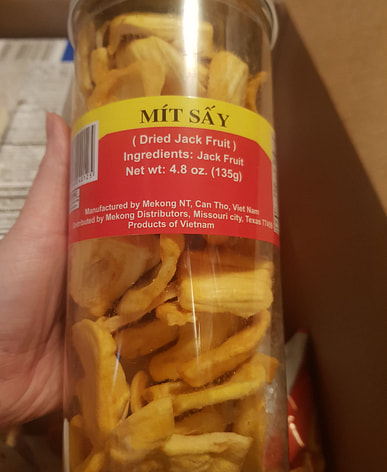 MÍT SẤY
( Dried Jack Fruit )
Ingredients: Jack Fruit
Net wt: 4.8 oz. (135g)
Manufactured by Mekong NT, Can Tho, Viet Nam
by Mekong Distributors, Missouri city, Texas
Products of Vietnam